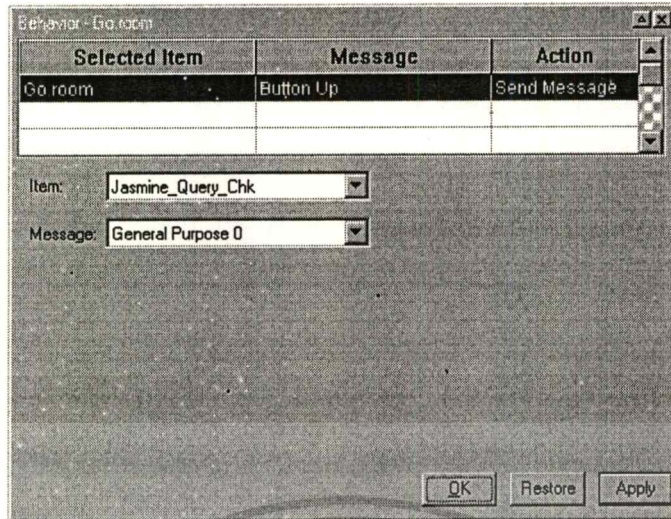 Behavior - Go room
Selected Item Message Action
Go room Button Up Send Message
Item: Jasmine_Query_Chk
Message: General Purpose 0
OK Restore Apply